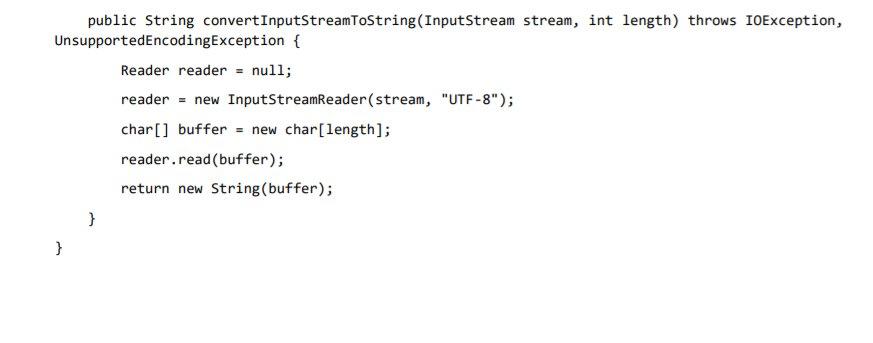 public String convertInputStreamToString(InputStream stream, int length) throws IOException,
UnsupportedEncodingException {
        Reader reader = null;
        reader = new InputStreamReader(stream, "UTF-8");
        char[] buffer = new char[length];
        reader.read(buffer);
        return new String(buffer);
    }
}